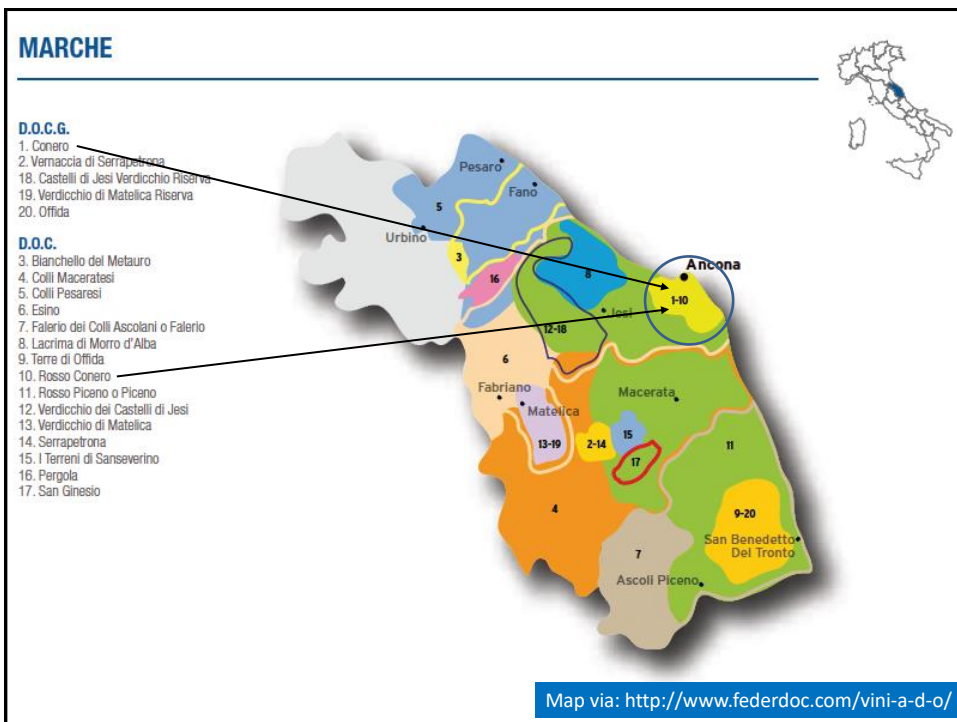 MARCHE
D.O.C.G.
1. Conero
2. Vernaccia di Serrapetrona
18. Castelli di Jesi Verdicchio Riserva
19. Verdicchio di Matelica Riserva
20. Offida
D.O.C.
3. Bianchello del Metauro
4. Colli Maceratesi
5. Colli Pesaresi
6. Esino
7. Falerio dei Colli Ascolani o Falerio
8. Lacrima di Morro d'Alba
9. Terre di Offida
10. Rosso Conero
11. Rosso Piceno o Piceno
12. Verdicchio dei Castelli di Jesi
13. Verdicchio di Matelica
14. Serrapetrona
15. I Terreni di Sanseverino
16. Pergola
17. San Ginesio
Pesaro
Fano
5
Urbino
3
16
8
Ancona
1-10
Jesi
12-18
6
Fabriano
Matelica
Macerata
13-19
2-14
15
17
11
4
9-20
San Benedetto
Del Tronto
7
Ascoli Piceno
Map via: http://www.federdoc.com/vini-a-d-o/